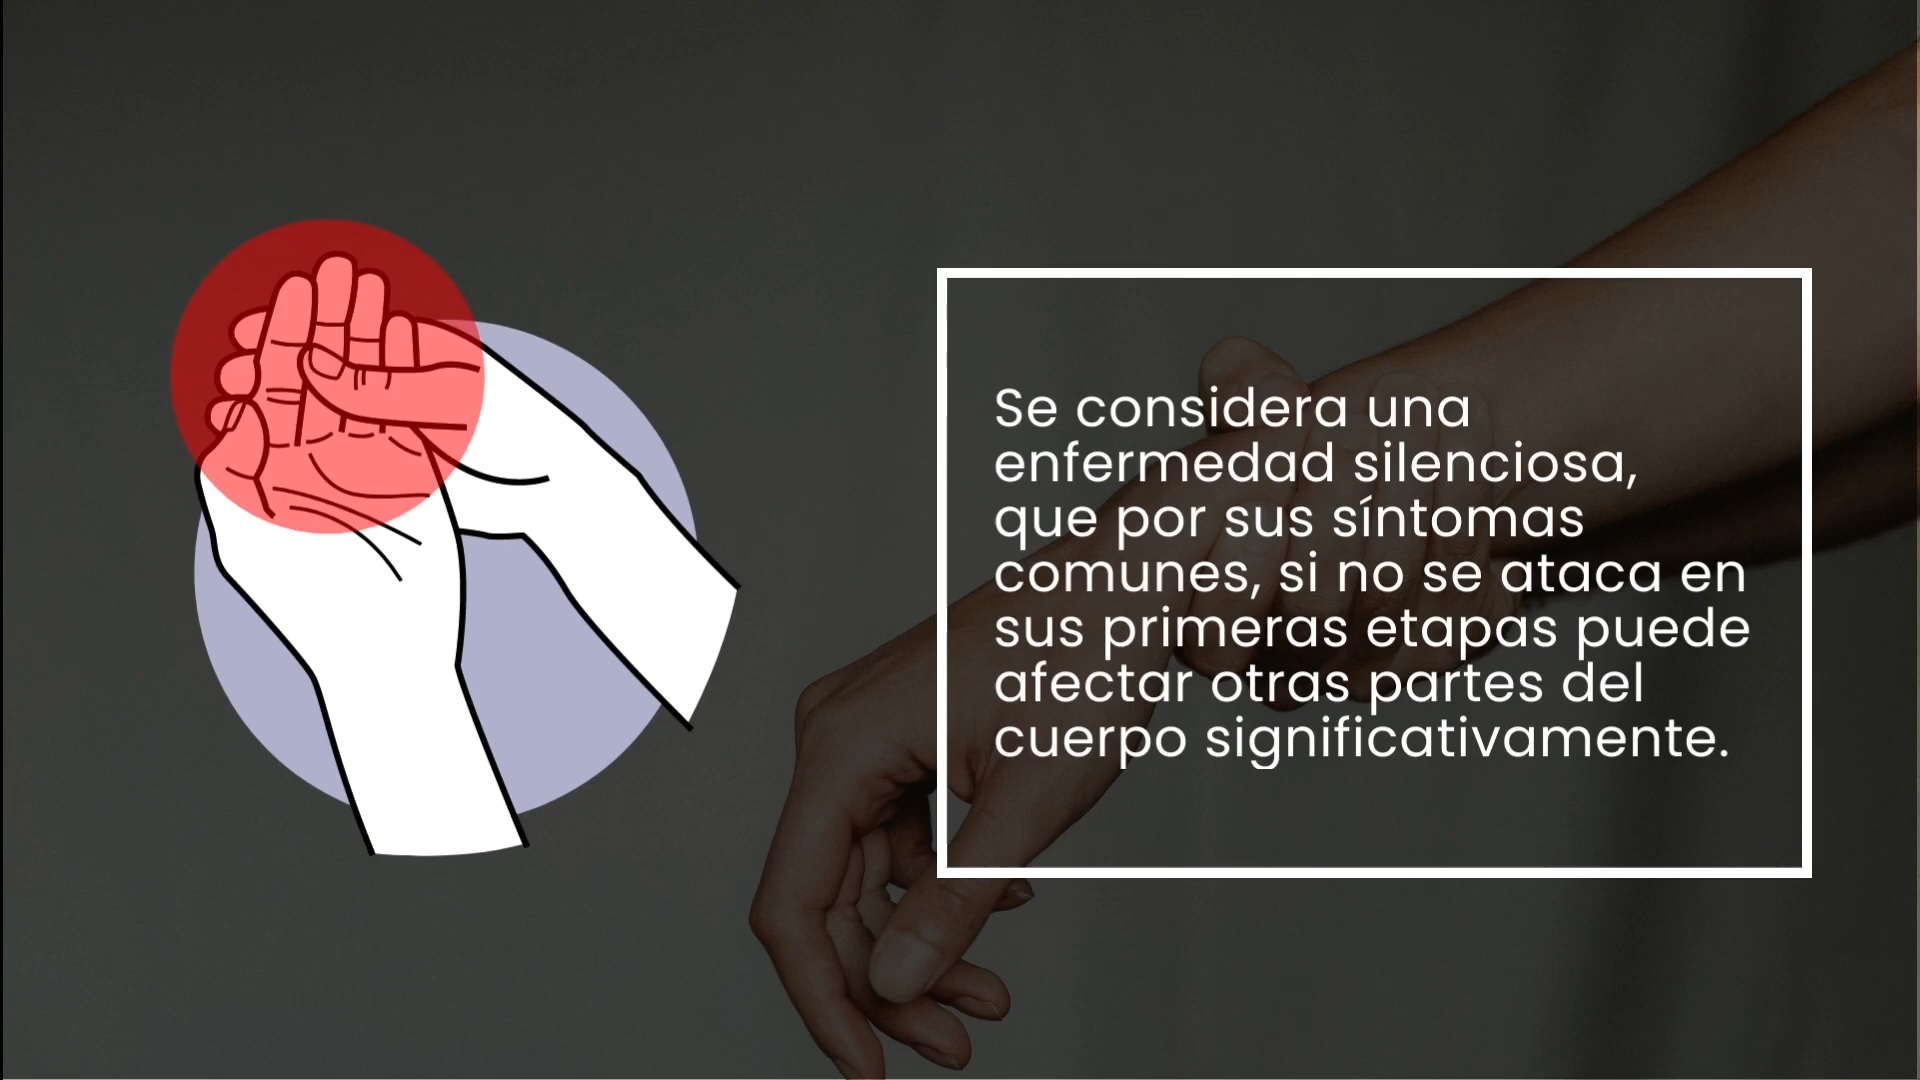 Se considera una
enfermedad silenciosa,
que por sus síntomas
comunes, si no se ataca en
sus primeras etapas puede
afectar otras partes del
cuerpo significativamente.